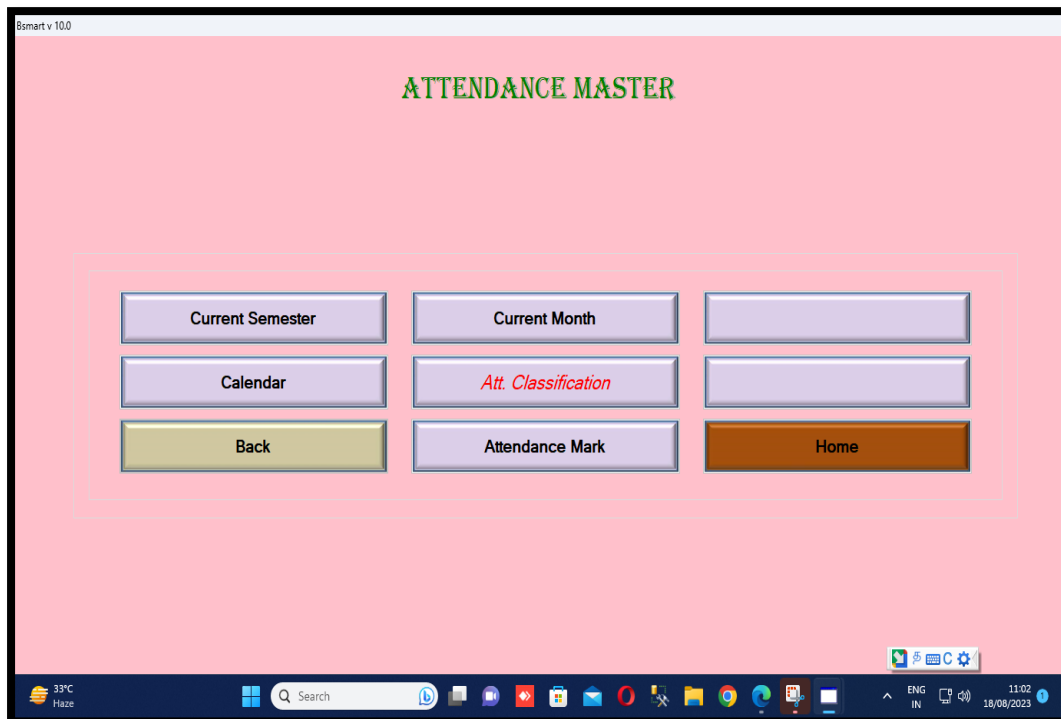 Bsmart v 10.0
ATTENDANCE MASTER
Current Semester
Current Month
Calendar
Att. Classification
Back
Attendance Mark
Home
33°C
Haze
Search
ENG
IN
11:02
18/08/2023
1